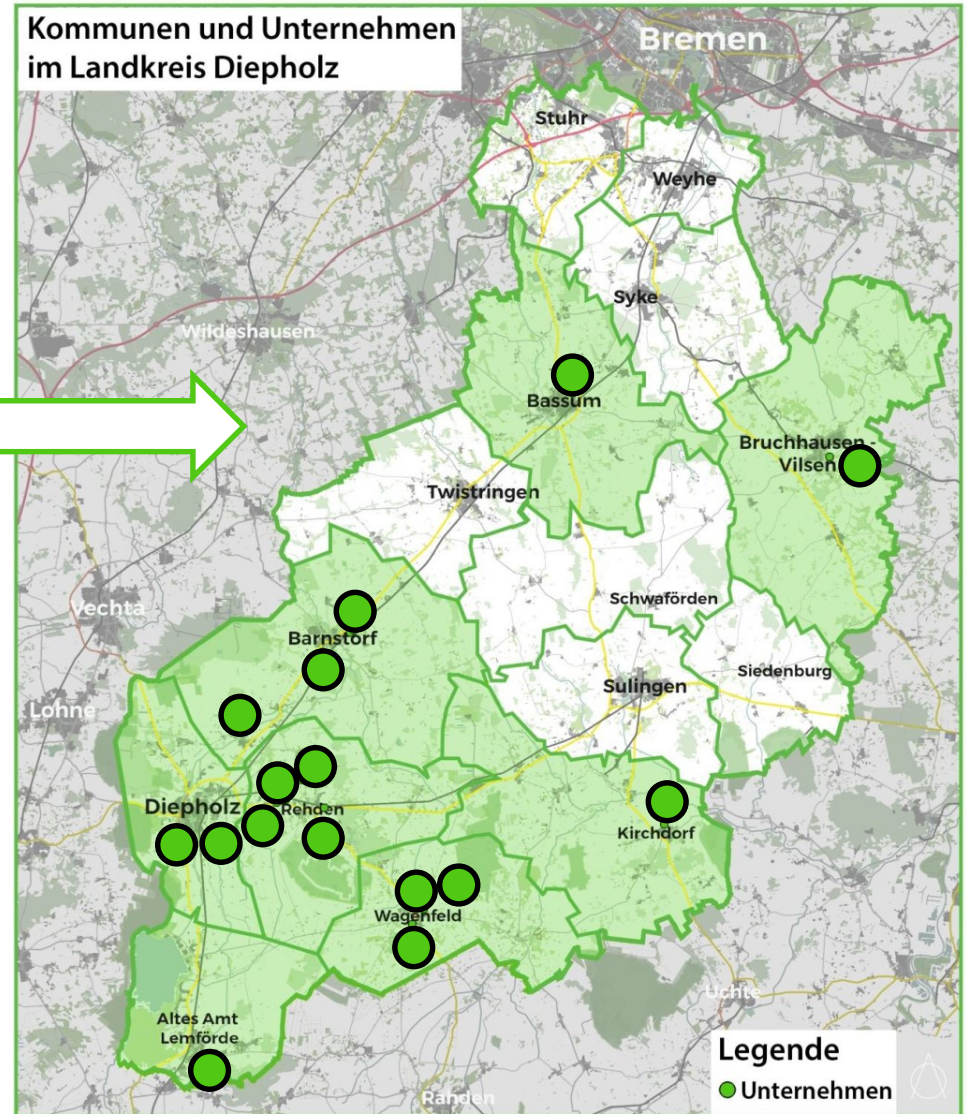 Kommunen und Unternehmen
im Landkreis Diepholz
Bremen
Stuhr
Weyhe
Syke
Wildeshausen
Bassum
Bruchhausen -
Vilsen
Twistringen
Schwaförden
Vechta
Barnstorf
Siedenburg
Sulingen
Lohne
Diepholz
Rehden
Kirchdorf
Wagenfeld
Uchte
Altes Amt
Lemförde
Rahden
Legende
Unternehmen